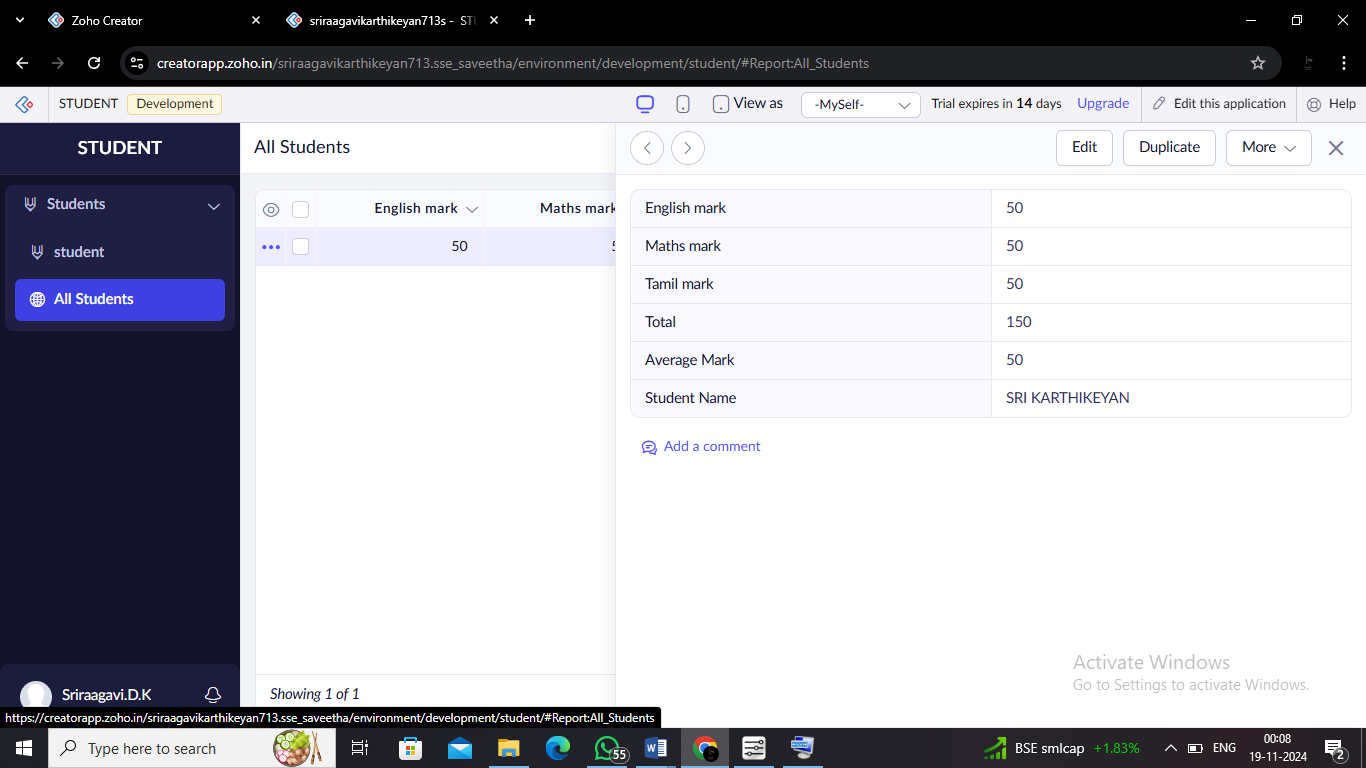 Zoho Creator
sriraagavikarthikeyan713s - STU
creatorapp.zoho.in/sriraagavikarthikeyan713.sse_saveetha/environment/development/student/#Report:All_Students
STUDENT Development View as -MySelf- Trial expires in 14 days Upgrade Edit this application Help
STUDENT
Students
student
All Students
Sriraagavi.D.K
All Students
English mark Maths mark
50 5
Showing 1 of 1
Edit Duplicate More
English mark 50
Maths mark 50
Tamil mark 50
Total 150
Average Mark 50
Student Name SRI KARTHIKEYAN
Add a comment
Activate Windows
Go to Settings to activate Windows.
https://creatorapp.zoho.in/sriraagavikarthikeyan713.sse_saveetha/environment/development/student/#Report:All_Students
Type here to search
55
BSE smlcap +1.83%
ENG
00:08
19-11-2024
2